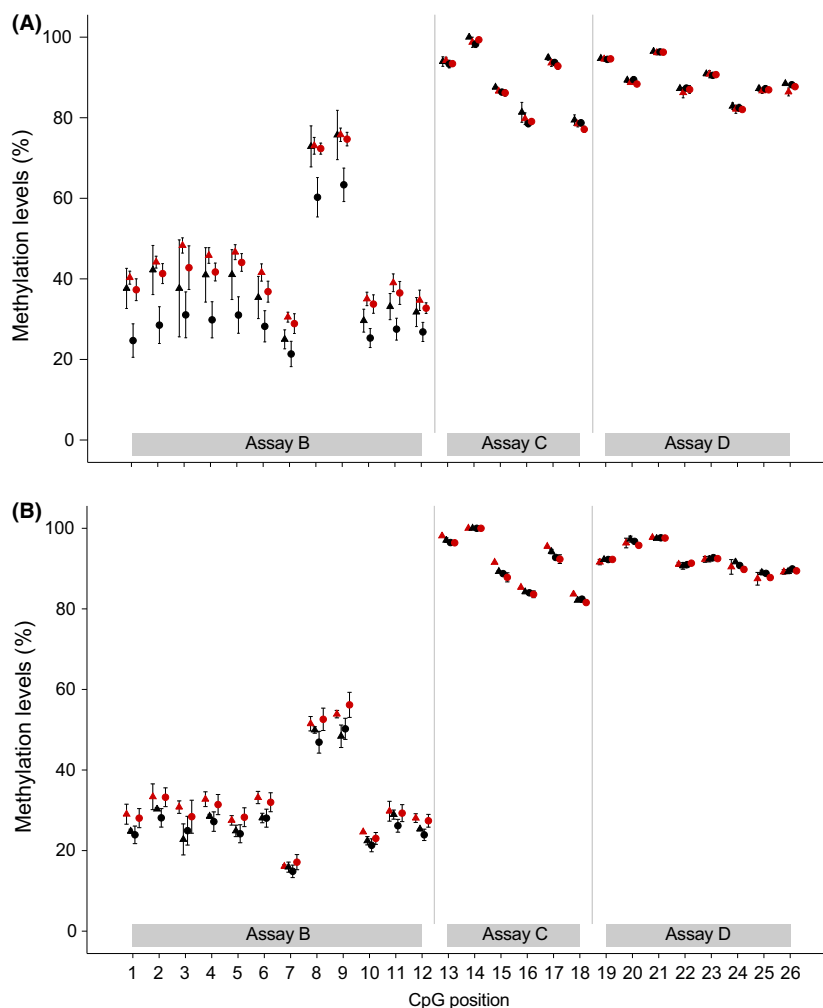 (A)
Methylation levels (%)
100
80
60
40
20
0
Assay B Assay C Assay D
(B)
Methylation levels (%)
100
80
60
40
20
0
Assay B Assay C Assay D
1 2 3 4 5 6 7 8 9 10 11 12 13 14 15 16 17 18 19 20 21 22 23 24 25 26
CpG position